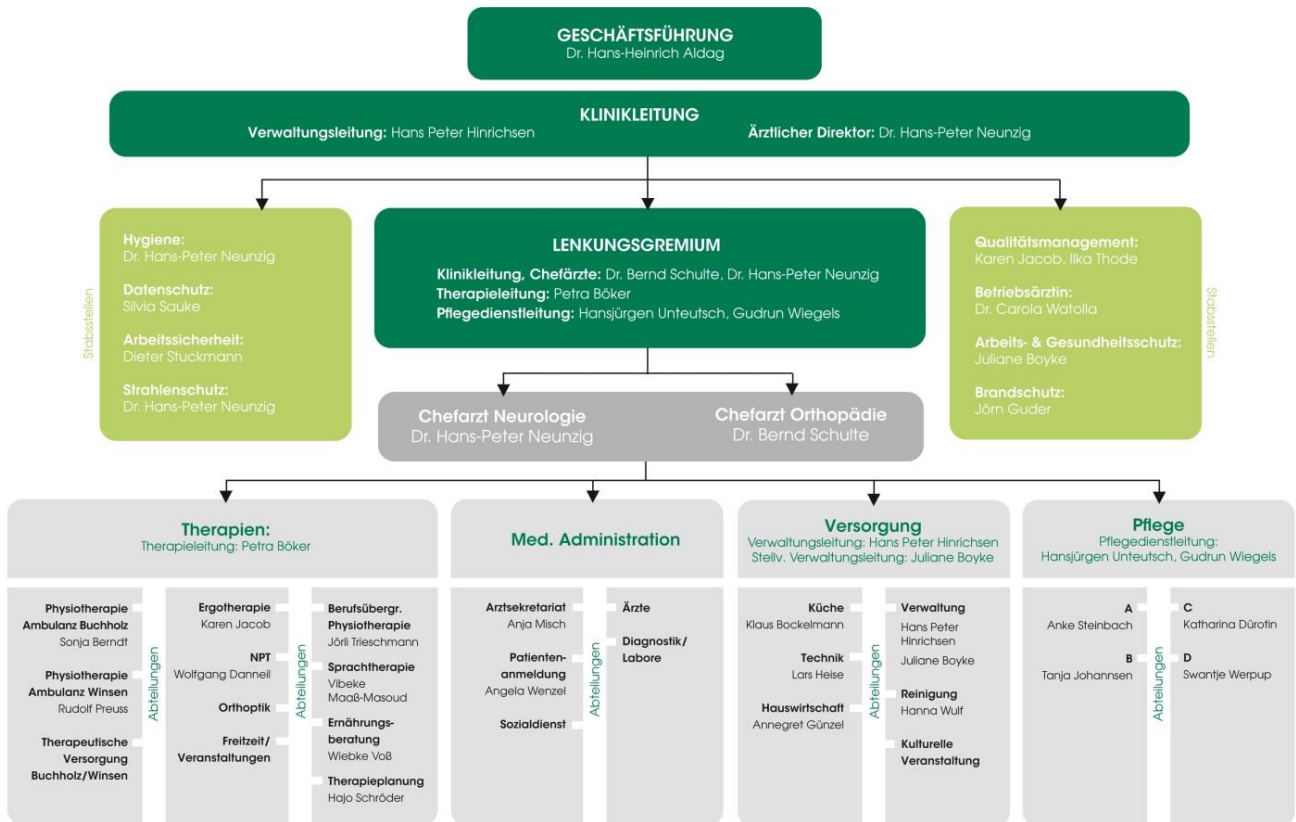 GESCHÄFTSFÜHRUNG
Dr. Hans-Heinrich Aldag
KLINIKLEITUNG
Verwaltungsleitung: Hans Peter Hinrichsen
Ärztlicher Direktor: Dr. Hans-Peter Neunzig
Stabsstellen
Hygiene:
Dr. Hans-Peter Neunzig
Datenschutz:
Silvia Sauke
Arbeitssicherheit:
Dieter Stuckmann
Strahlenschutz:
Dr. Hans-Peter Neunzig
LENKUNGSGREMIUM
Klinikleitung, Chefärzte: Dr. Bernd Schulte, Dr. Hans-Peter Neunzig
Therapieleitung: Petra Böker
Pflegedienstleitung: Hansjürgen Unteutsch, Gudrun Wiegels
Qualitätsmanagement:
Karen Jacob, Ilka Thode
Betriebsärztin:
Dr. Carola Watolla
Arbeits- & Gesundheitsschutz:
Juliane Boyke
Brandschutz:
Jörn Guder
Stabsstellen
Chefarzt Neurologie
Dr. Hans-Peter Neunzig
Chefarzt Orthopädie
Dr. Bernd Schulte
Therapien:
Therapieleitung: Petra Böker
Physiotherapie
Ambulanz Buchholz
Sonja Berndt
Physiotherapie
Ambulanz Winsen
Rudolf Preuss
Therapeutische
Versorgung
Buchholz/Winsen
Abteilungen
Ergotherapie
Karen Jacob
NPT
Wolfgang Danneil
Orthoptik
Freitzeit/
Veranstaltungen
Abteilungen
Berufsübergr.
Physiotherapie
Jörli Trieschmann
Sprachtherapie
Vibeke
Maaß-Masoud
Ernährungs-
beratung
Wiebke Voß
Therapieplanung
Hajo Schröder
Med. Administration
Arztsekretariat
Anja Misch
Patienten-
anmeldung
Angela Wenzel
Sozialdienst
Abteilungen
Ärzte
Diagnostik/
Labore
Versorgung
Verwaltungsleitung: Hans Peter Hinrichsen
Stellv. Verwaltungsleitung: Juliane Boyke
Küche
Klaus Bockelmann
Technik
Lars Heise
Hauswirtschaft
Annegret Günzel
Abteilungen
Verwaltung
Hans Peter
Hinrichsen
Juliane Boyke
Reinigung
Hanna Wulf
Kulturelle
Veranstaltung
Pflege
Pflegedienstleitung:
Hansjürgen Unteutsch, Gudrun Wiegels
A
Anke Steinbach
B
Tanja Johannsen
Abteilungen
C
Katharina Dürotin
D
Swantje Werpup